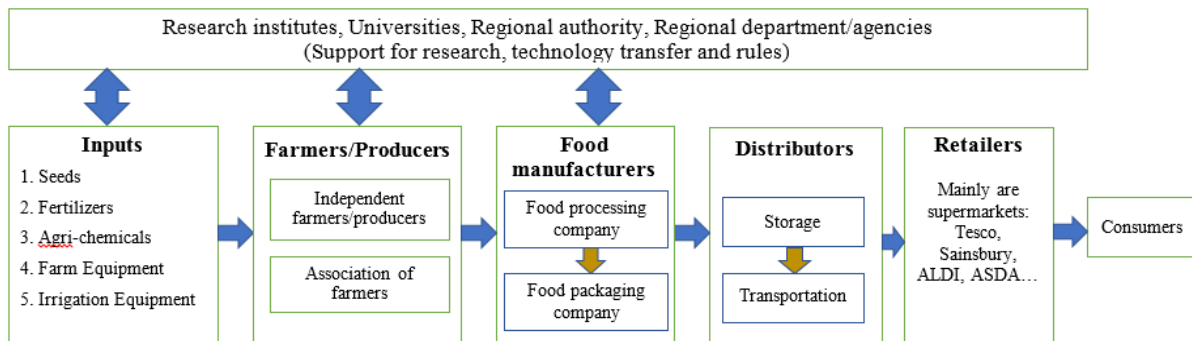 Research institutes, Universities, Regional authority, Regional department/agencies
(Support for research, technology transfer and rules)
Inputs
1. Seeds
2. Fertilizers
3. Agri-chemicals
4. Farm Equipment
5. Irrigation Equipment
Farmers/Producers
Independent
farmers/producers
Association of
farmers
Food
manufacturers
Food processing
company
Food packaging
company
Distributors
Storage
Transportation
Retailers
Mainly are
supermarkets:
Tesco,
Sainsbury,
ALDI, ASDA…
Consumers